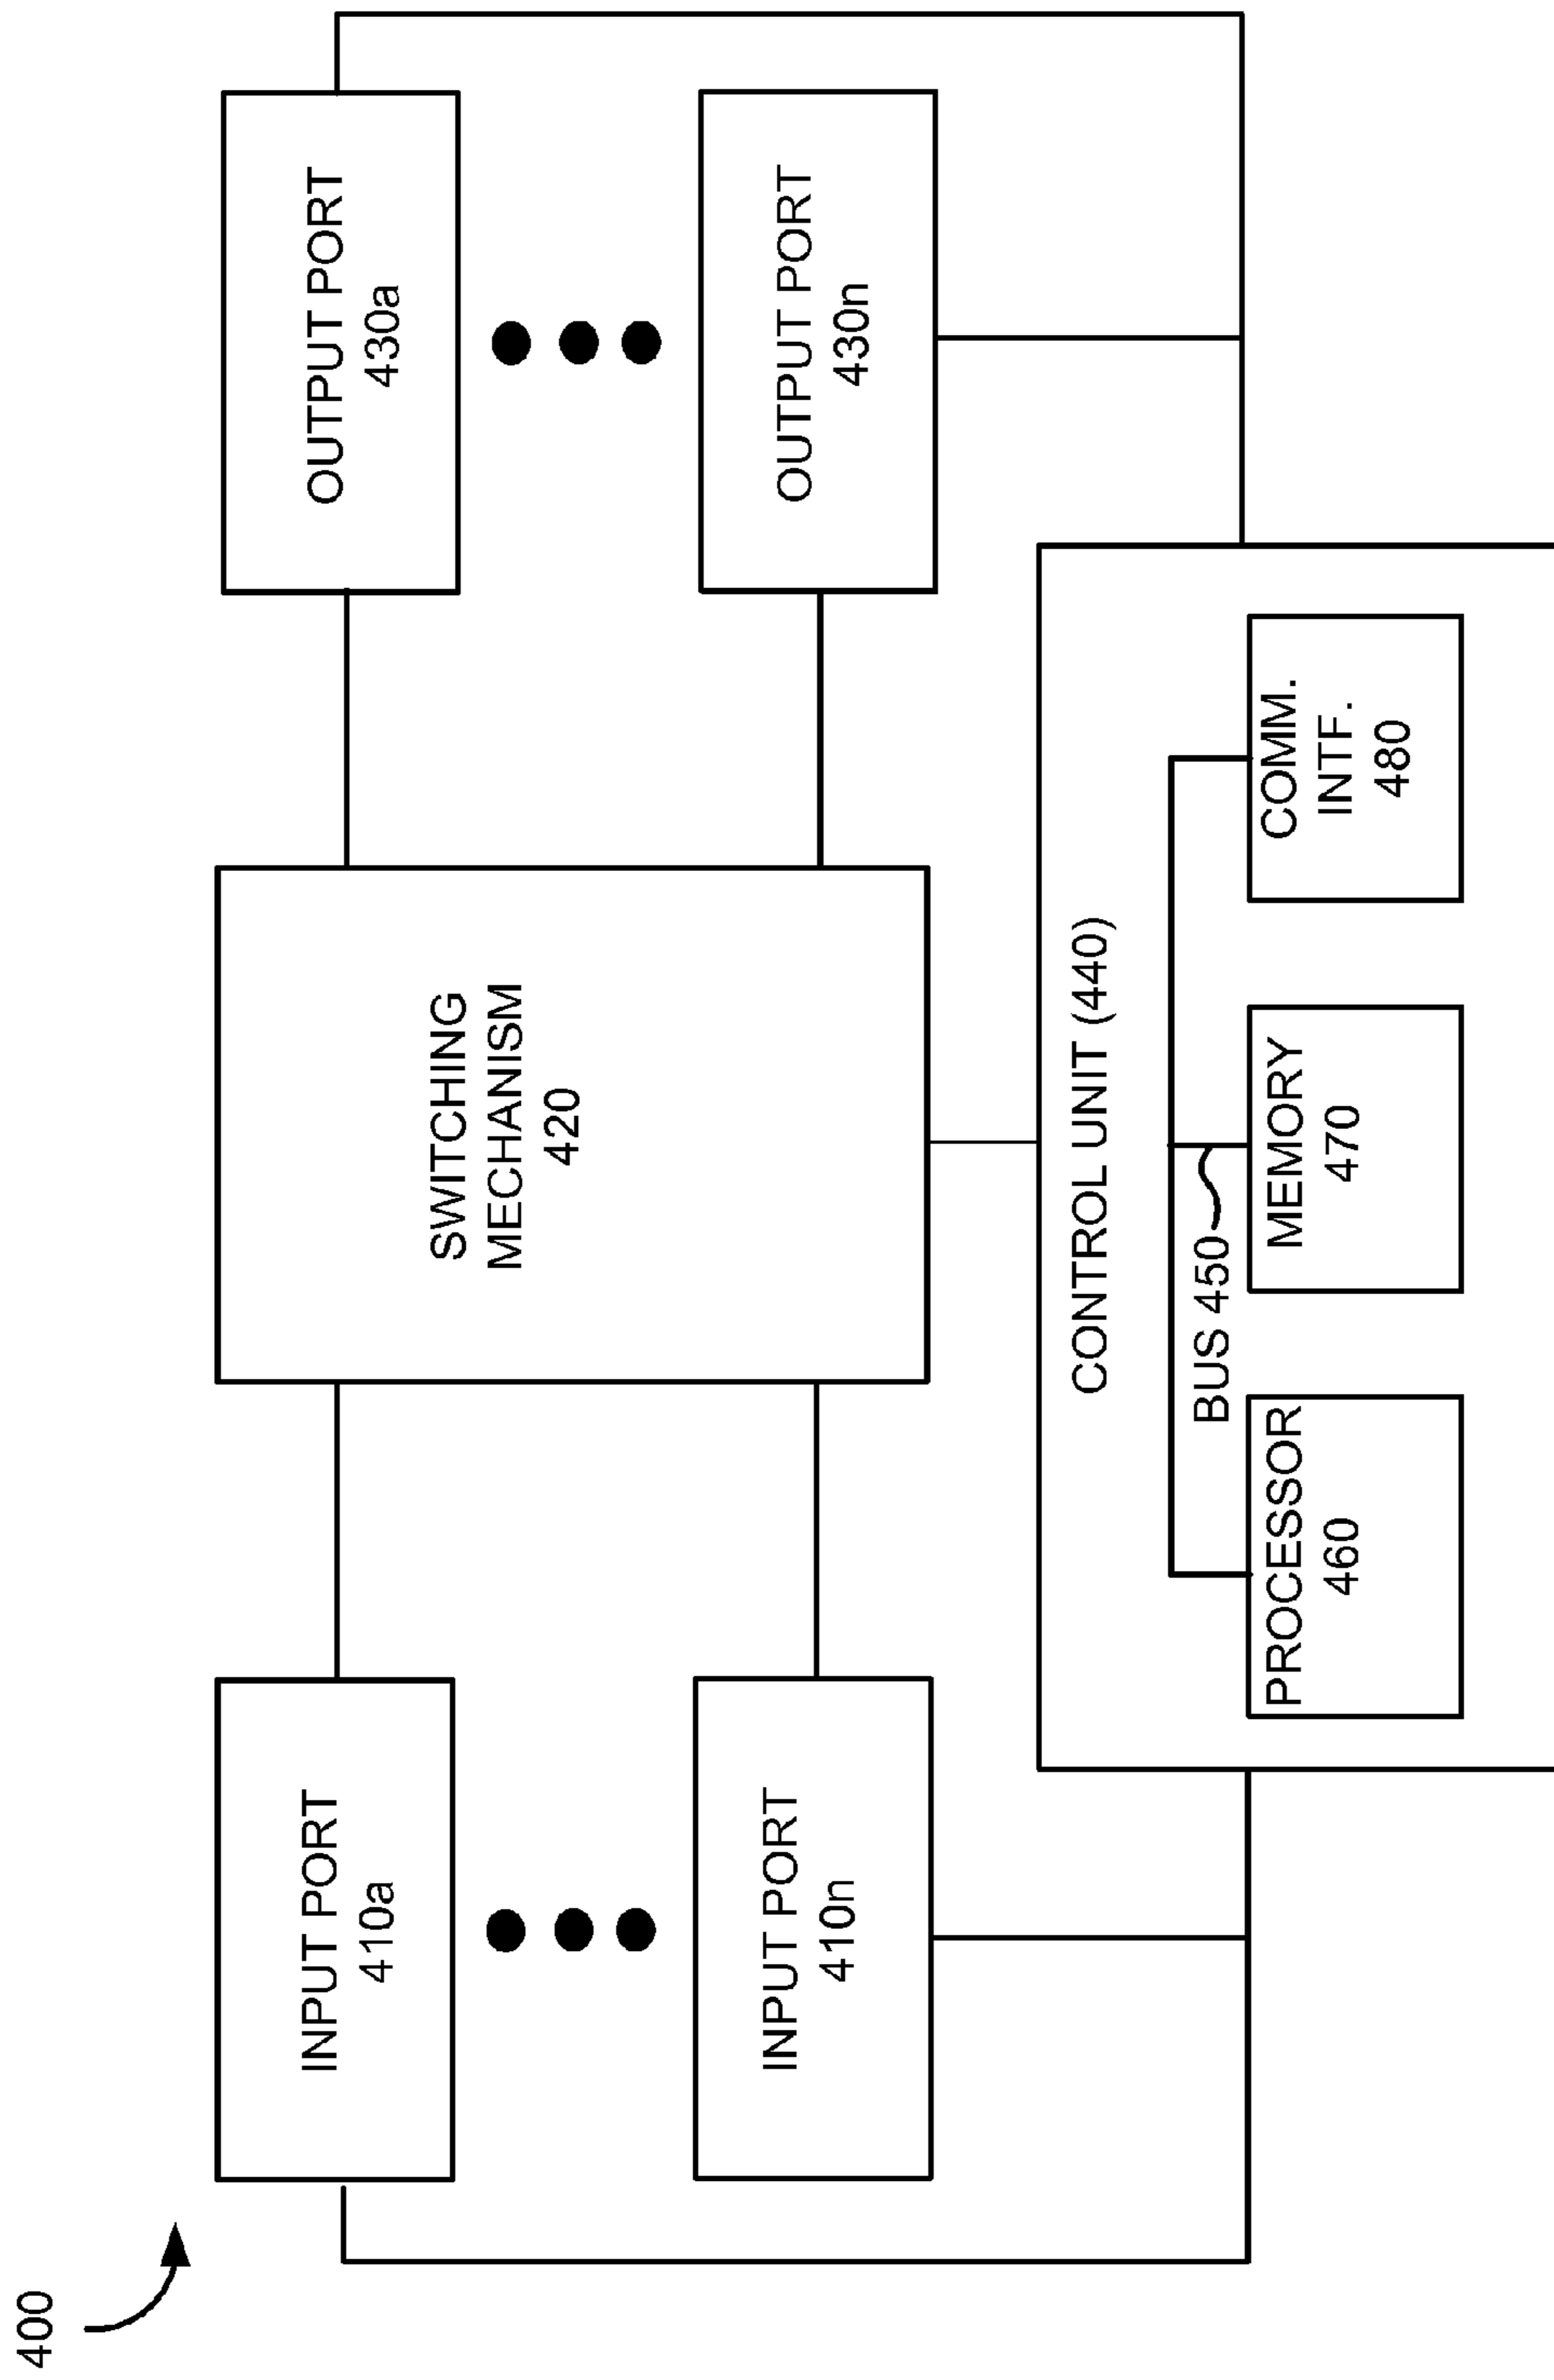 400
INPUT PORT
410a
SWITCHING
MECHANISM
420
OUTPUT PORT
430a
INPUT PORT
410n
OUTPUT PORT
430n
CONTROL UNIT (440)
BUS 450
PROCESSOR
460
MEMORY
470
COMM.
INTF.
480